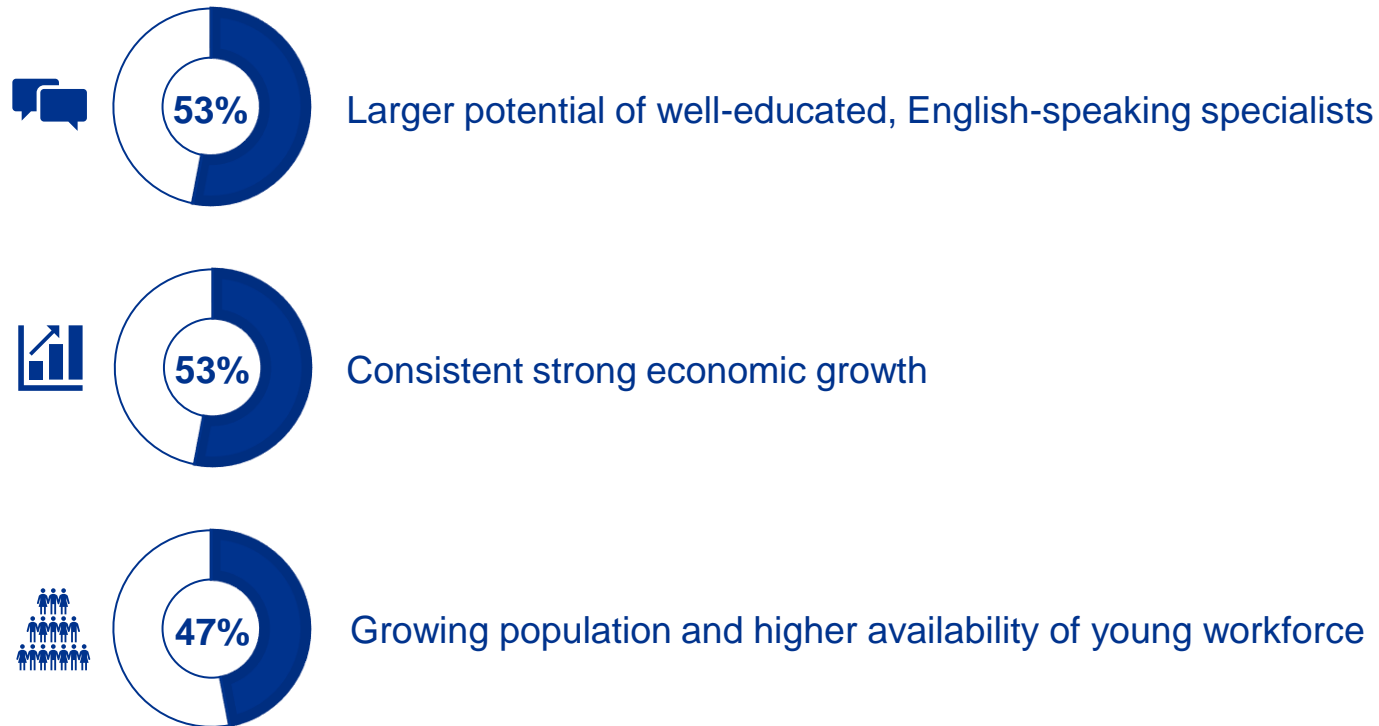 53%
Larger potential of well-educated, English-speaking specialists
53%
Consistent strong economic growth
47%
Growing population and higher availability of young workforce